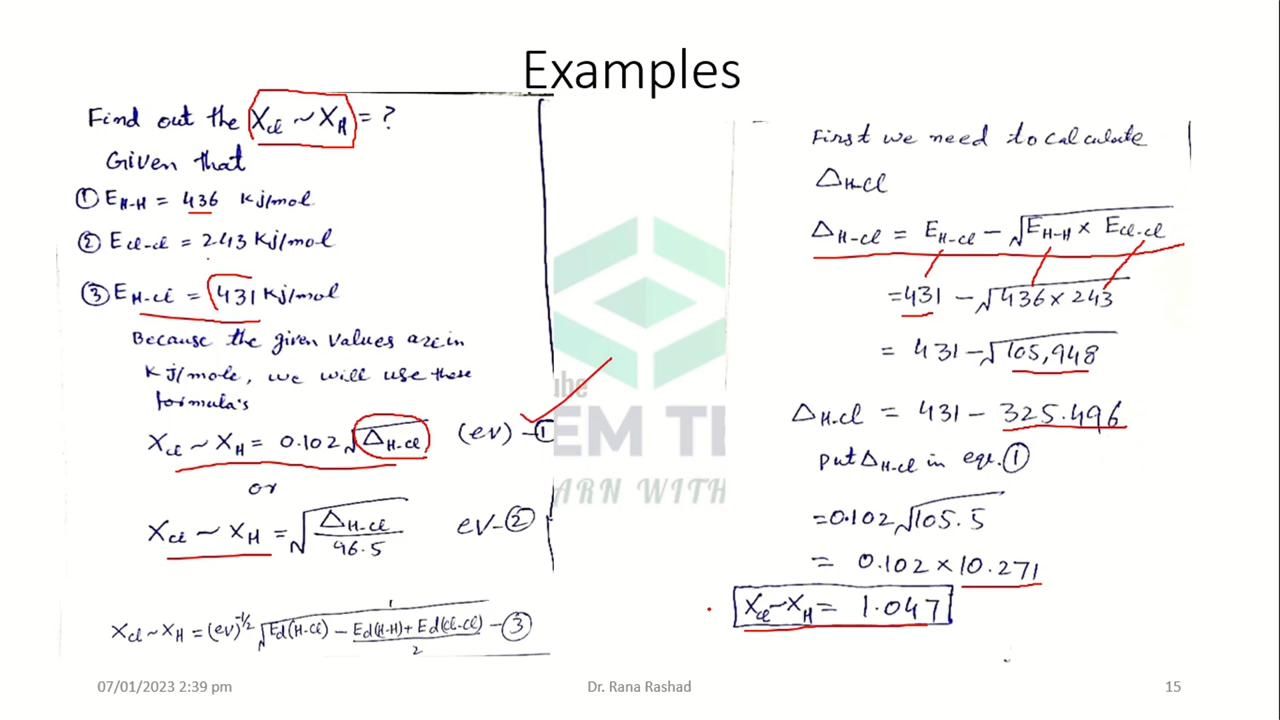 Examples
Find out the X_Cl ~ X_H = ?
Given that
① E_H-H = 436 Kj/mol
② E_Cl-Cl = 243 Kj/mol
③ E_H-Cl = 431 Kj/mol
Because the given values are in
Kj/mole, we will use these
formula's
X_Cl ~ X_H = 0.102 √Δ_H-Cl (ev) - ①
or
X_Cl ~ X_H = √(Δ_H-Cl / 96.5) ev - ②
X_Cl ~ X_H = (ev)^-1/2 √(Ed(H-Cl) - (Ed(H-H) + Ed(Cl-Cl)) / 2) - ③
First we need to calculate
Δ_H-Cl
Δ_H-Cl = E_H-Cl - √(E_H-H × E_Cl-Cl)
= 431 - √(436 × 243)
= 431 - √105,948
Δ_H-Cl = 431 - 325.496
put Δ_H-Cl in eqn. ①
= 0.102 √105.5
= 0.102 × 10.271
X_Cl ~ X_H = 1.047
The
EM TE
ARN WITH
07/01/2023 2:39 pm
Dr. Rana Rashad
15